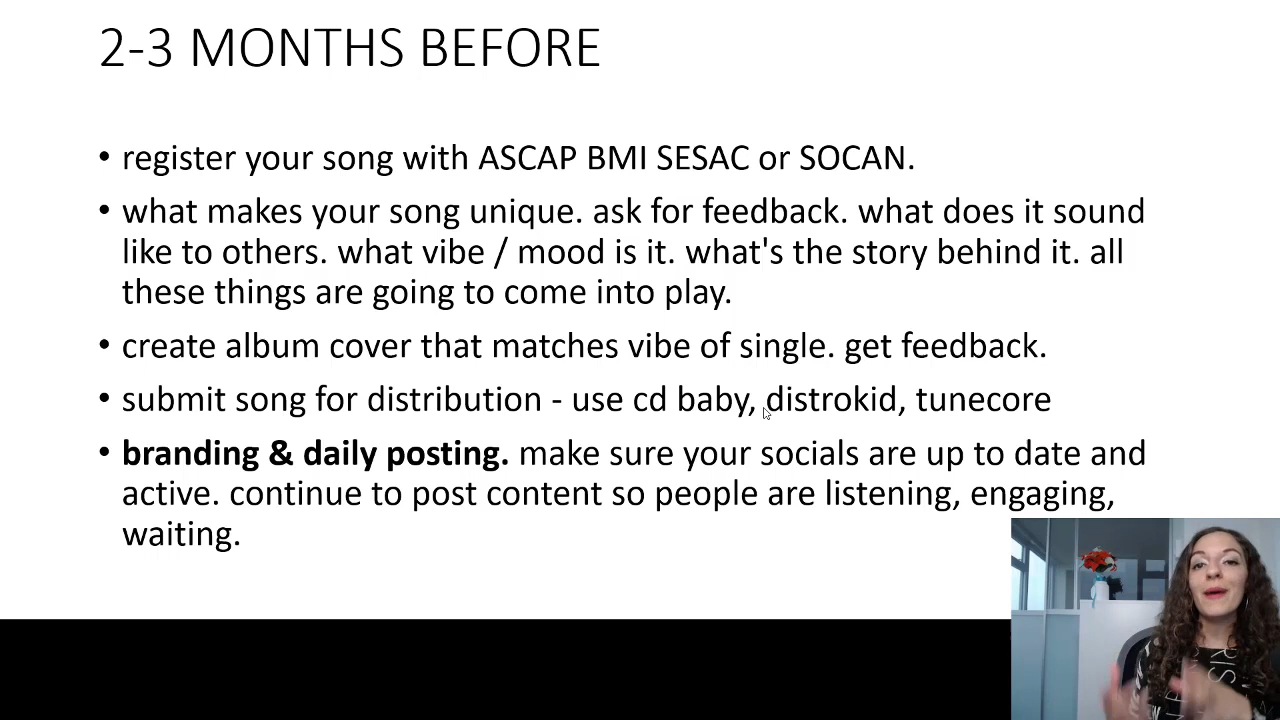 2-3 MONTHS BEFORE
• register your song with ASCAP BMI SESAC or SOCAN.
• what makes your song unique. ask for feedback. what does it sound
like to others. what vibe / mood is it. what's the story behind it. all
these things are going to come into play.
• create album cover that matches vibe of single. get feedback.
• submit song for distribution - use cd baby, distrokid, tunecore
• branding & daily posting. make sure your socials are up to date and
active. continue to post content so people are listening, engaging,
waiting.